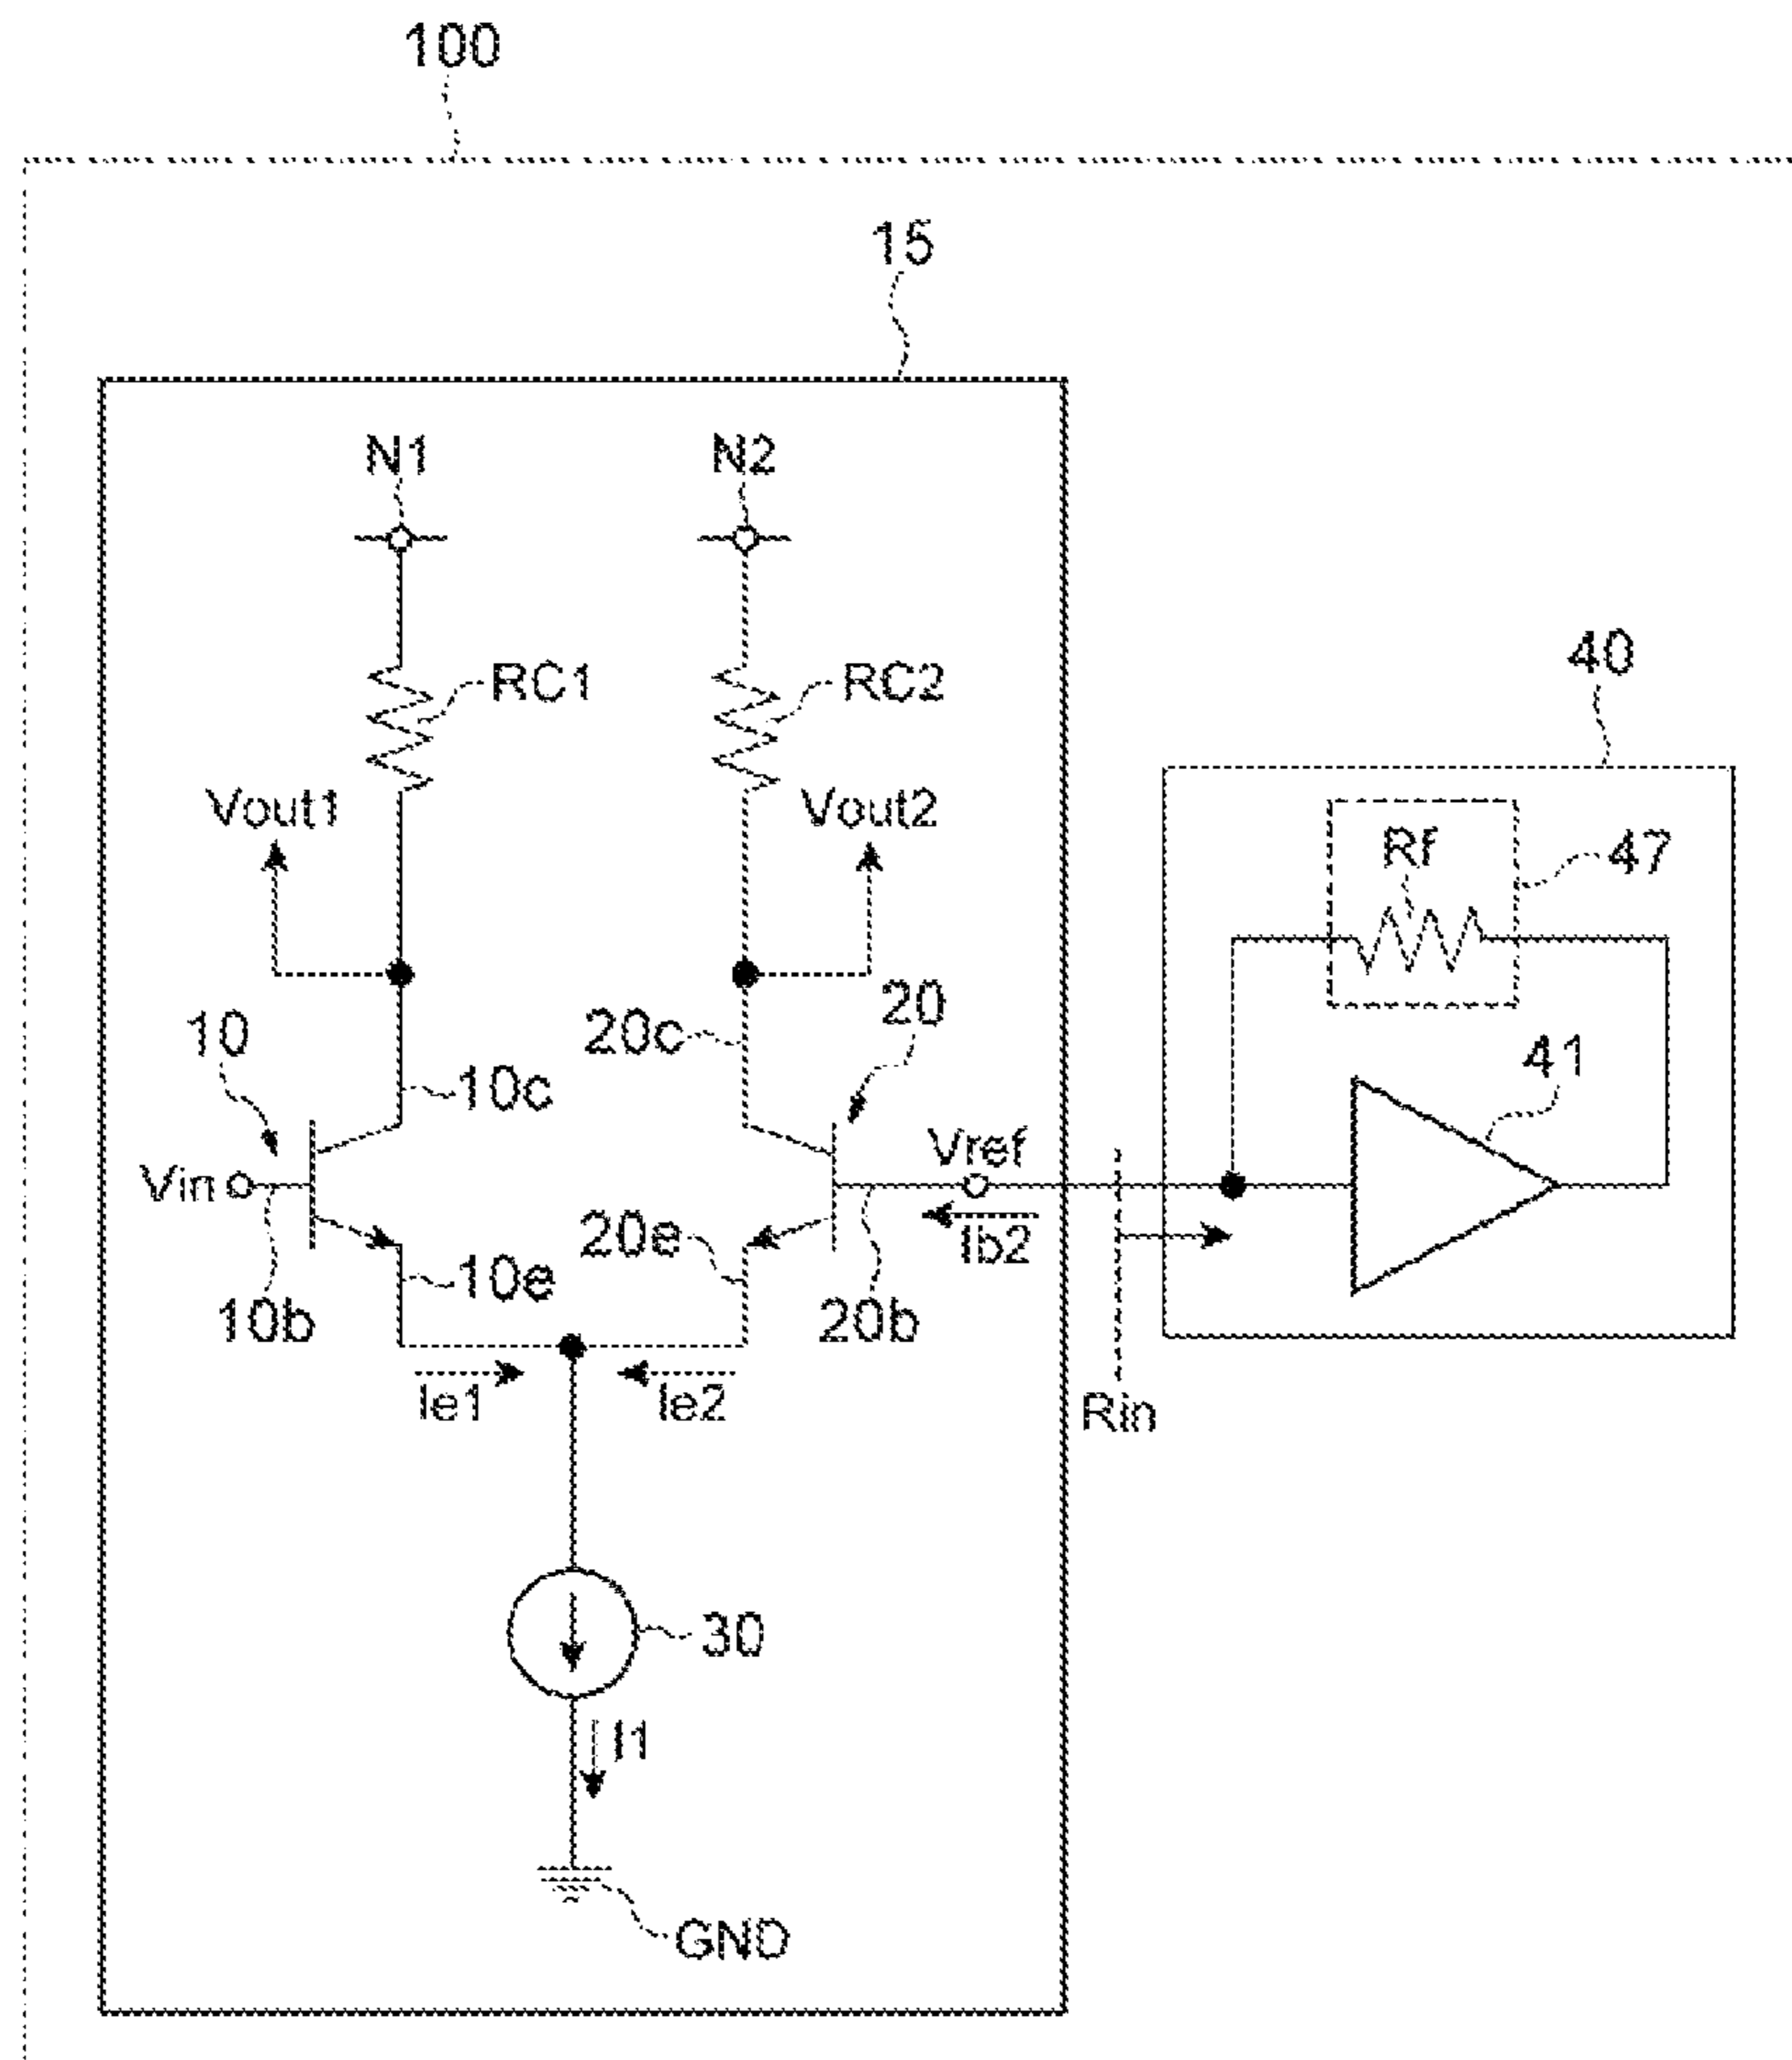 100
15
N1 N2
RC1 RC2
40
Vout1 Vout2
Rf 47
10 20c 20
10c 41
Vin Vref
20e Ib2
10e
10b 20b
Ie1 Ie2 Rin
30
I1
GND